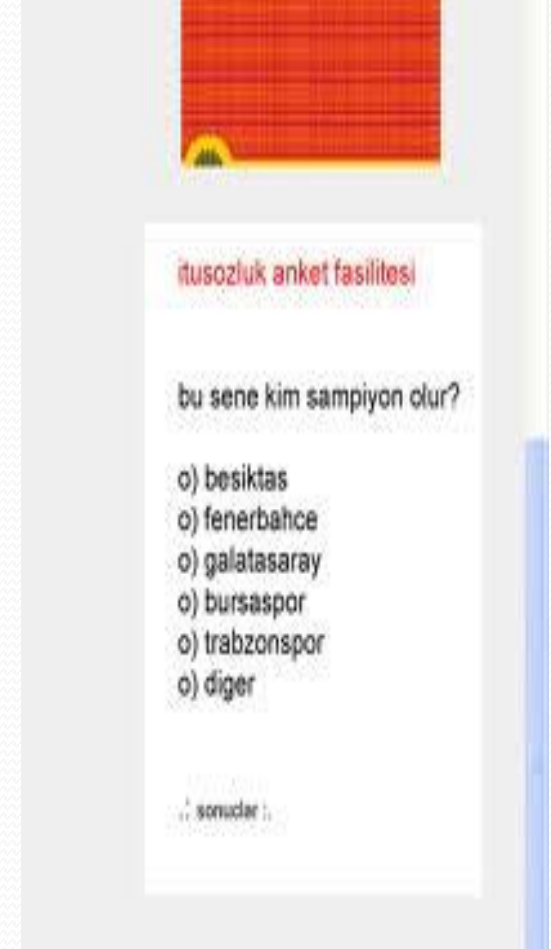 itusozluk anket fasilitesi
bu sene kim sampiyon olur?
o) besiktas
o) fenerbahce
o) galatasaray
o) bursaspor
o) trabzonspor
o) diger
.: sonuclar :.